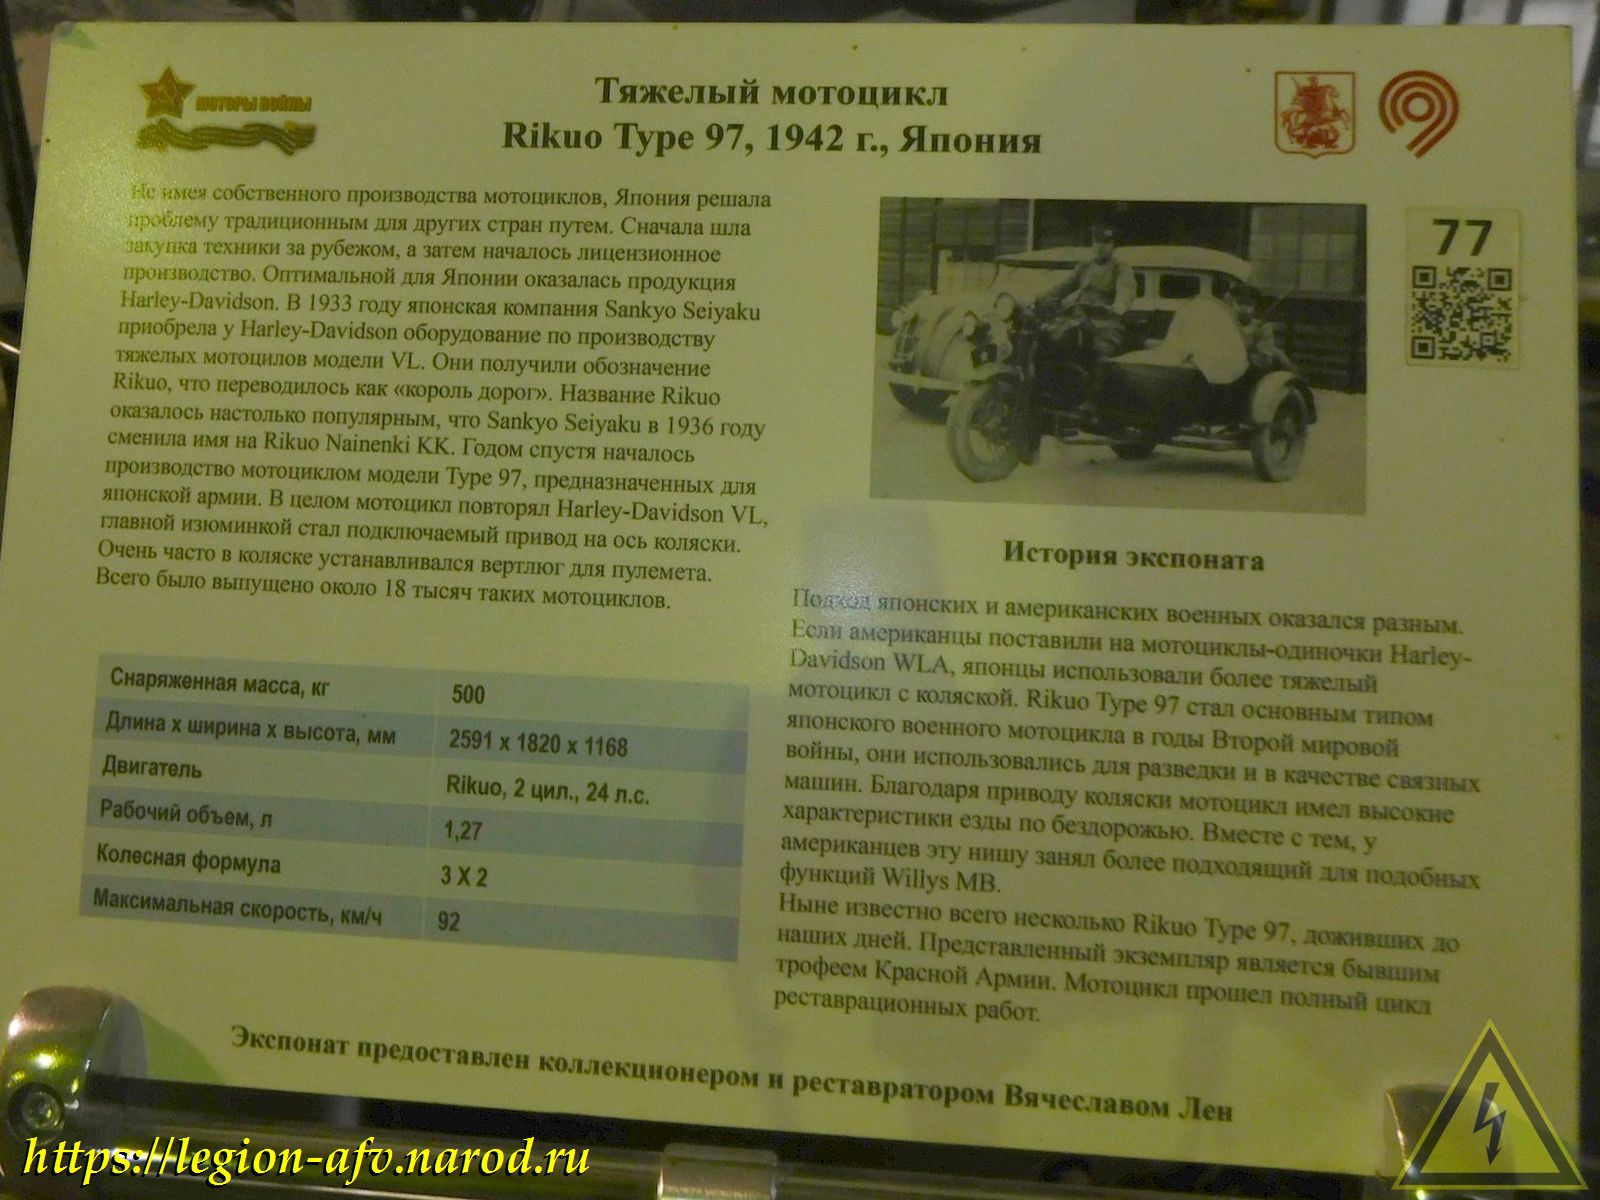 МОТОРЫ ВОЙНЫ
Тяжелый мотоцикл
Rikuo Type 97, 1942 г., Япония
Не имея собственного производства мотоциклов, Япония решала
проблему традиционным для других стран путем. Сначала шла
закупка техники за рубежом, а затем началось лицензионное
производство. Оптимальной для Японии оказалась продукция
Harley-Davidson. В 1933 году японская компания Sankyo Seiyaku
приобрела у Harley-Davidson оборудование по производству
тяжелых мотоцилов модели VL. Они получили обозначение
Rikuo, что переводилось как «король дорог». Название Rikuo
оказалось настолько популярным, что Sankyo Seiyaku в 1936 году
сменила имя на Rikuo Nainenki KK. Годом спустя началось
производство мотоциклом модели Type 97, предназначенных для
японской армии. В целом мотоцикл повторял Harley-Davidson VL,
главной изюминкой стал подключаемый привод на ось коляски.
Очень часто в коляске устанавливался вертлюг для пулемета.
Всего было выпущено около 18 тысяч таких мотоциклов.
Снаряженная масса, кг 500
Длина х ширина х высота, мм 2591 х 1820 х 1168
Двигатель Rikuo, 2 цил., 24 л.с.
Рабочий объем, л 1,27
Колесная формула 3 X 2
Максимальная скорость, км/ч 92
77
История экспоната
Подход японских и американских военных оказался разным.
Если американцы поставили на мотоциклы-одиночки Harley-
Davidson WLA, японцы использовали более тяжелый
мотоцикл с коляской. Rikuo Type 97 стал основным типом
японского военного мотоцикла в годы Второй мировой
войны, они использовались для разведки и в качестве связных
машин. Благодаря приводу коляски мотоцикл имел высокие
характеристики езды по бездорожью. Вместе с тем, у
американцев эту нишу занял более подходящий для подобных
функций Willys MB.
Ныне известно всего несколько Rikuo Type 97, доживших до
наших дней. Представленный экземпляр является бывшим
трофеем Красной Армии. Мотоцикл прошел полный цикл
реставрационных работ.
Экспонат предоставлен коллекционером и реставратором Вячеславом Лен
https://legion-afv.narod.ru